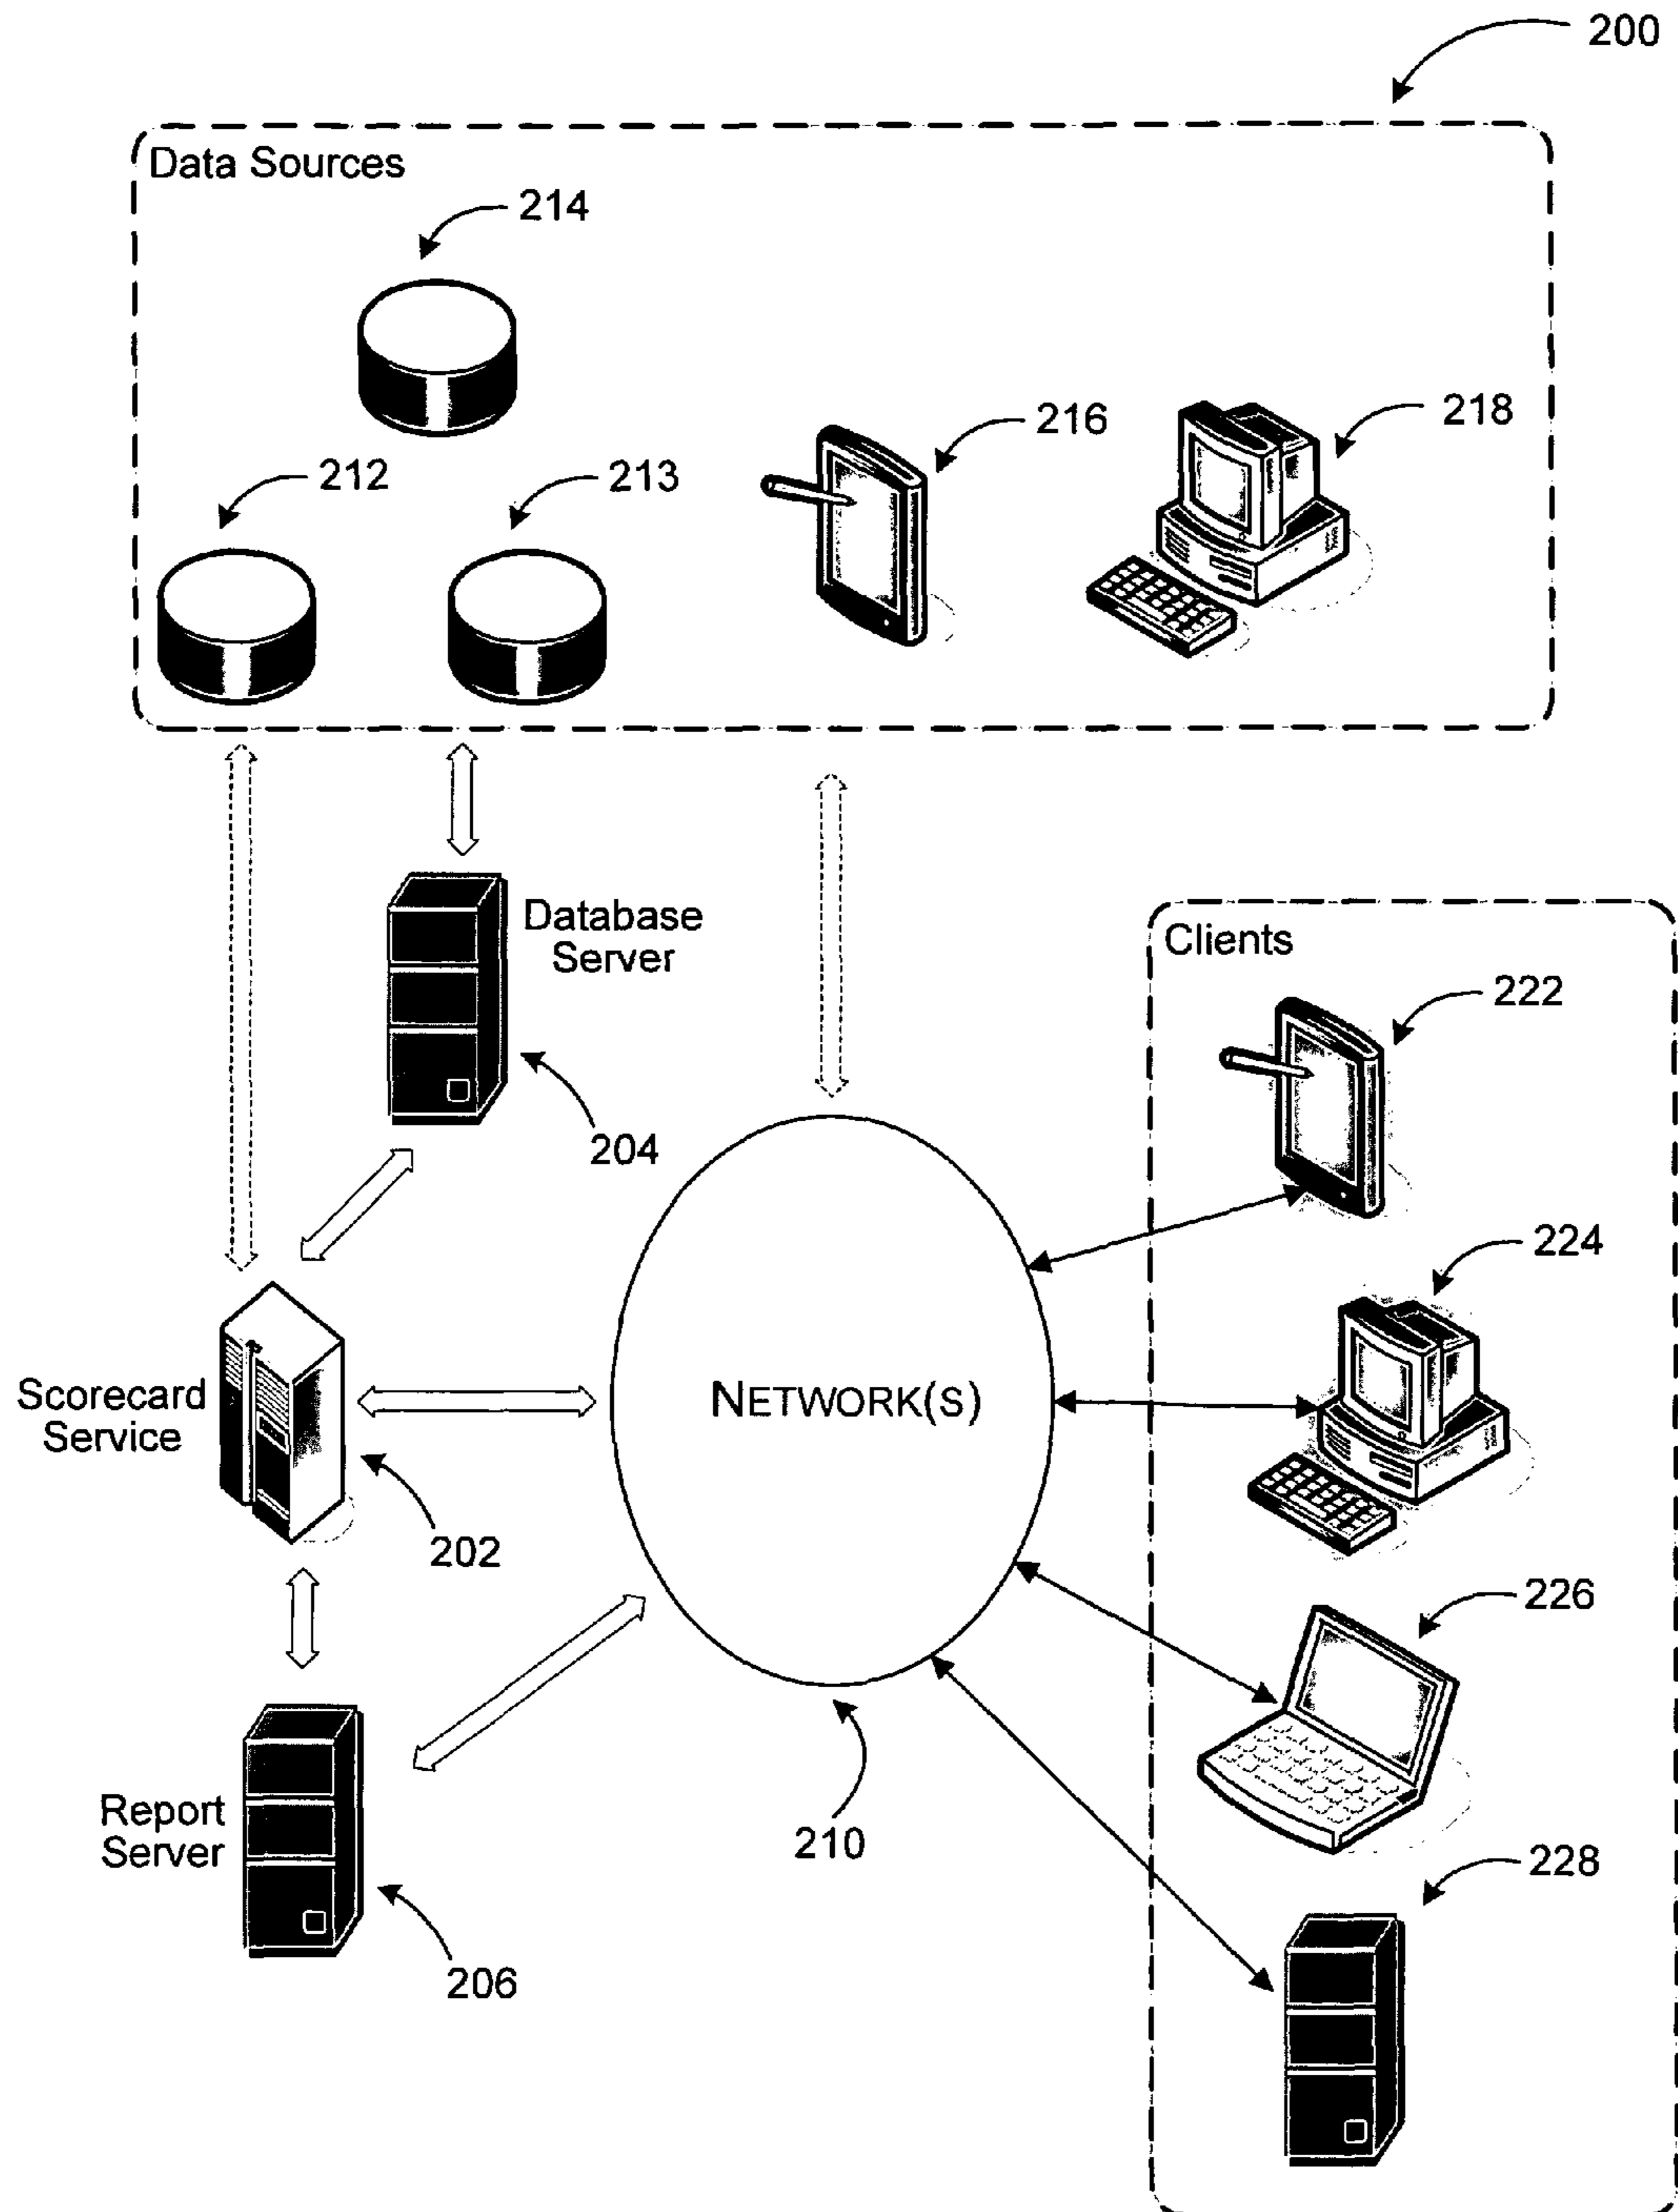 200
Data Sources
214
216
218
212
213
Database
Server
Clients
222
204
224
Scorecard
Service
NETWORK(S)
202
226
Report
Server
210
228
206